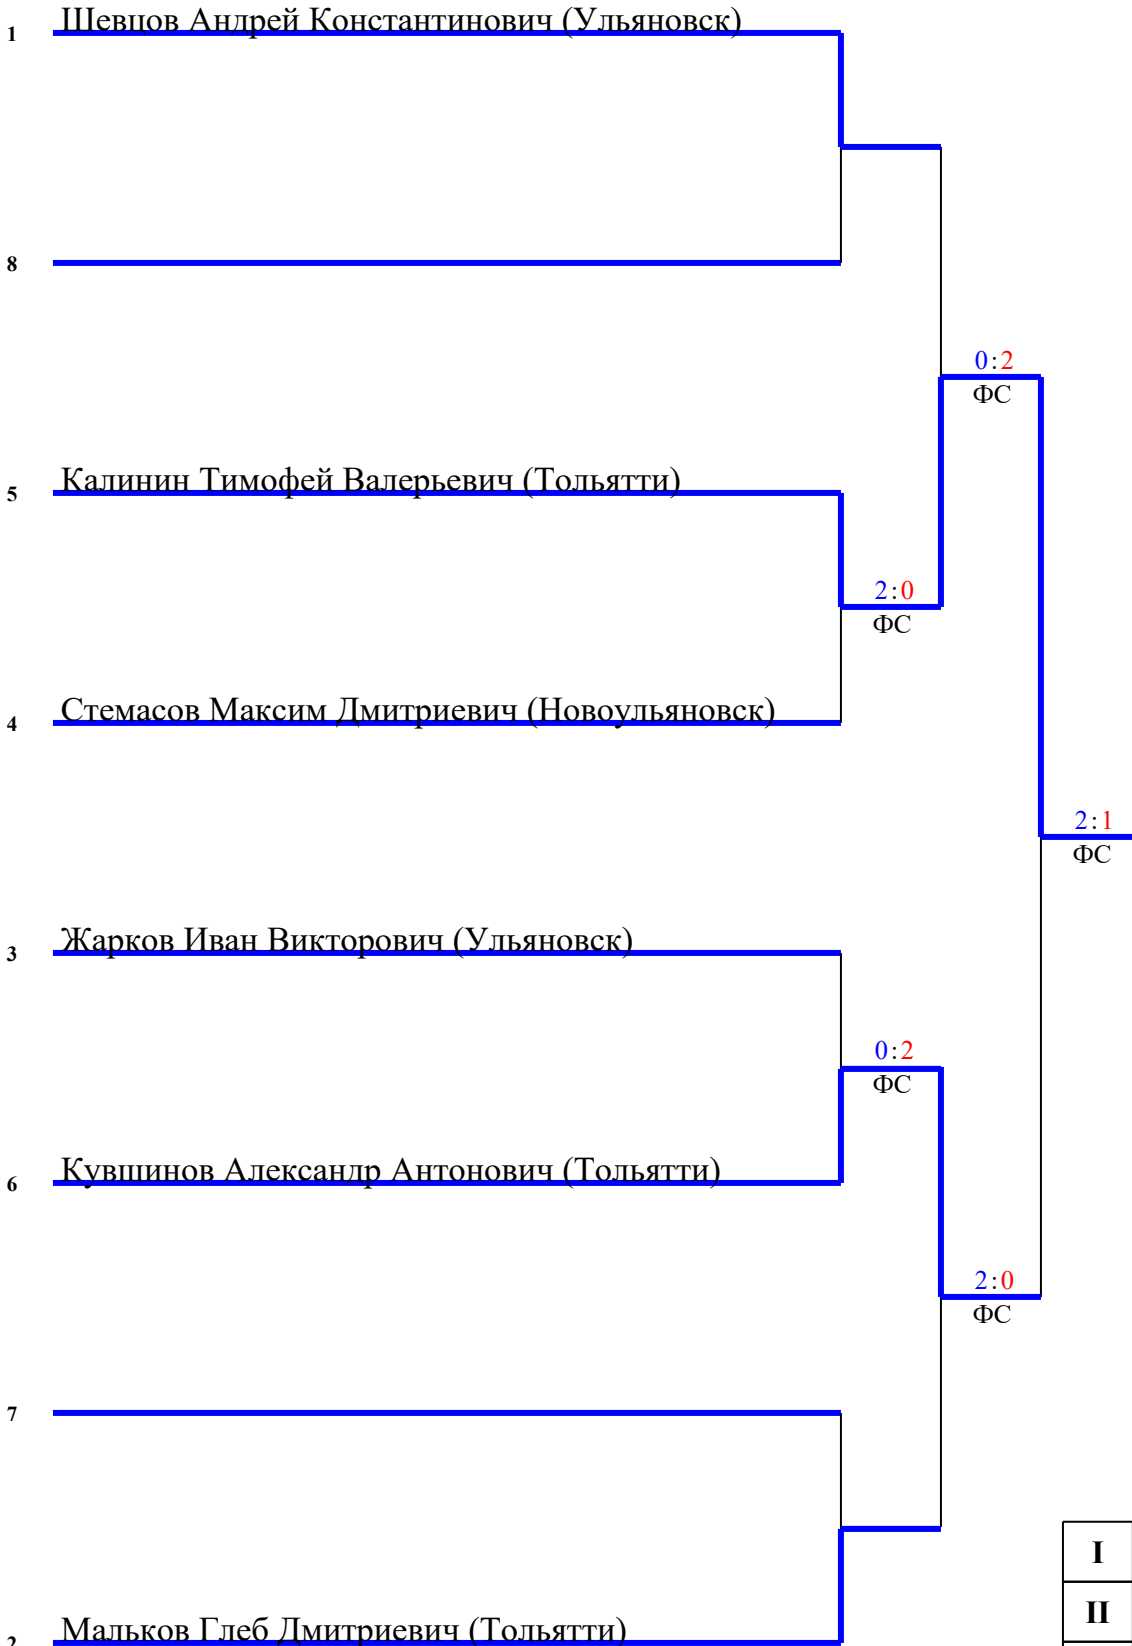 1 Шевцов Андрей Константинович (Ульяновск)
8
0:2
ФС
5 Калинин Тимофей Валерьевич (Тольятти)
2:0
ФС
4 Стемасов Максим Дмитриевич (Новоульяновск)
2:1
ФС
3 Жарков Иван Викторович (Ульяновск)
0:2
ФС
6 Кувшинов Александр Антонович (Тольятти)
2:0
ФС
7
I
II
2 Мальков Глеб Дмитриевич (Тольятти)